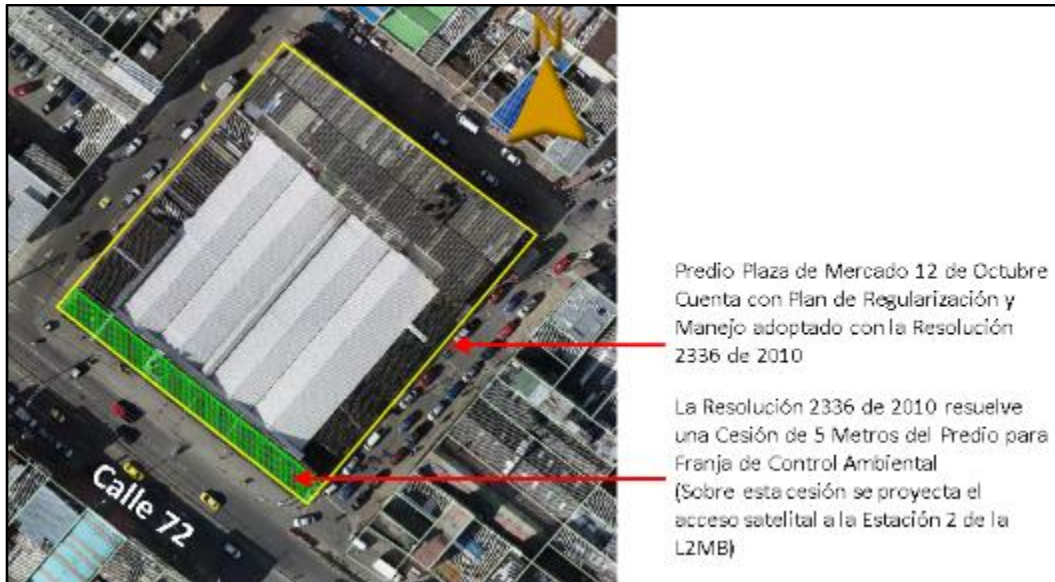 N
Predio Plaza de Mercado 12 de Octubre
Cuenta con Plan de Regularización y
Manejo adoptado con la Resolución
2336 de 2010
La Resolución 2336 de 2010 resuelve
una Cesión de 5 Metros del Predio para
Franja de Control Ambiental
(Sobre esta cesión se proyecta el
acceso satelital a la Estación 2 de la
L2MB)
Calle 72